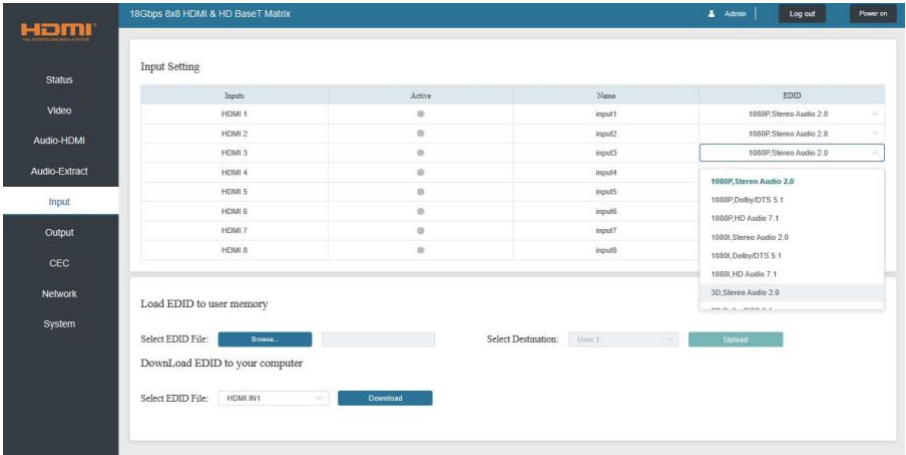 18Gbps 8x8 HDMI & HD BaseT Matrix
Admin
Log out
Power on
HDMI
Status
Video
Audio-HDMI
Audio-Extract
Input
Output
CEC
Network
System
Input Setting
Inputs Active Name EDID
HDMI 1 input1 1080P,Stereo Audio 2.0
HDMI 2 input2 1080P,Stereo Audio 2.0
HDMI 3 input3 1080P,Stereo Audio 2.0
HDMI 4 input4
HDMI 5 input5
HDMI 6 input6
HDMI 7 input7
HDMI 8 input8
1080P,Stereo Audio 2.0
1080P,Dolby/DTS 5.1
1080P,HD Audio 7.1
1080I,Stereo Audio 2.0
1080I,Dolby/DTS 5.1
1080I,HD Audio 7.1
3D,Stereo Audio 2.0
Load EDID to user memory
Select EDID File: Browse... Select Destination: User 1 Upload
DownLoad EDID to your computer
Select EDID File: HDMI IN1 Download